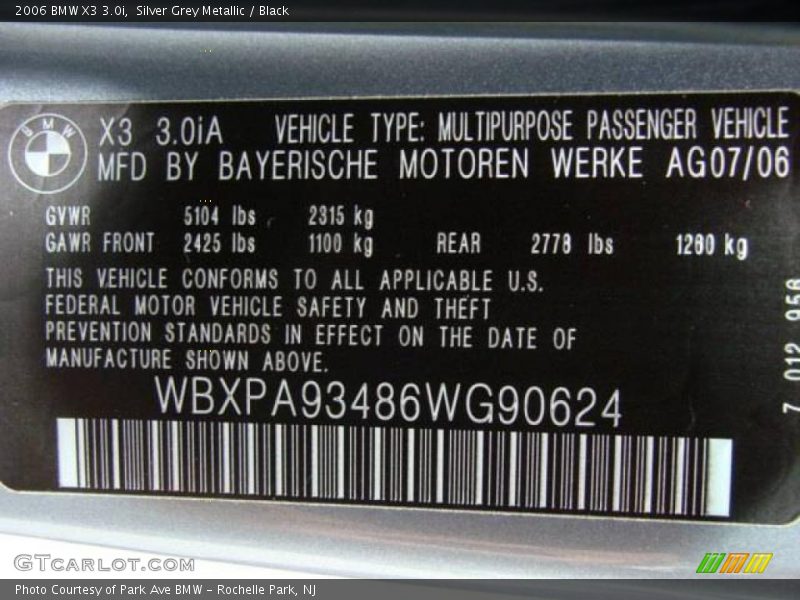 2006 BMW X3 3.0i, Silver Grey Metallic / Black
BMW
X3 3.0iA VEHICLE TYPE: MULTIPURPOSE PASSENGER VEHICLE
MFD BY BAYERISCHE MOTOREN WERKE AG07/06
GVWR 5104 lbs 2315 kg
GAWR FRONT 2425 lbs 1100 kg REAR 2778 lbs 1260 kg
THIS VEHICLE CONFORMS TO ALL APPLICABLE U.S.
FEDERAL MOTOR VEHICLE SAFETY AND THEFT
PREVENTION STANDARDS IN EFFECT ON THE DATE OF
MANUFACTURE SHOWN ABOVE.
WBXPA93486WG90624
7 012 958
GTCARLOT.COM
Photo Courtesy of Park Ave BMW - Rochelle Park, NJ